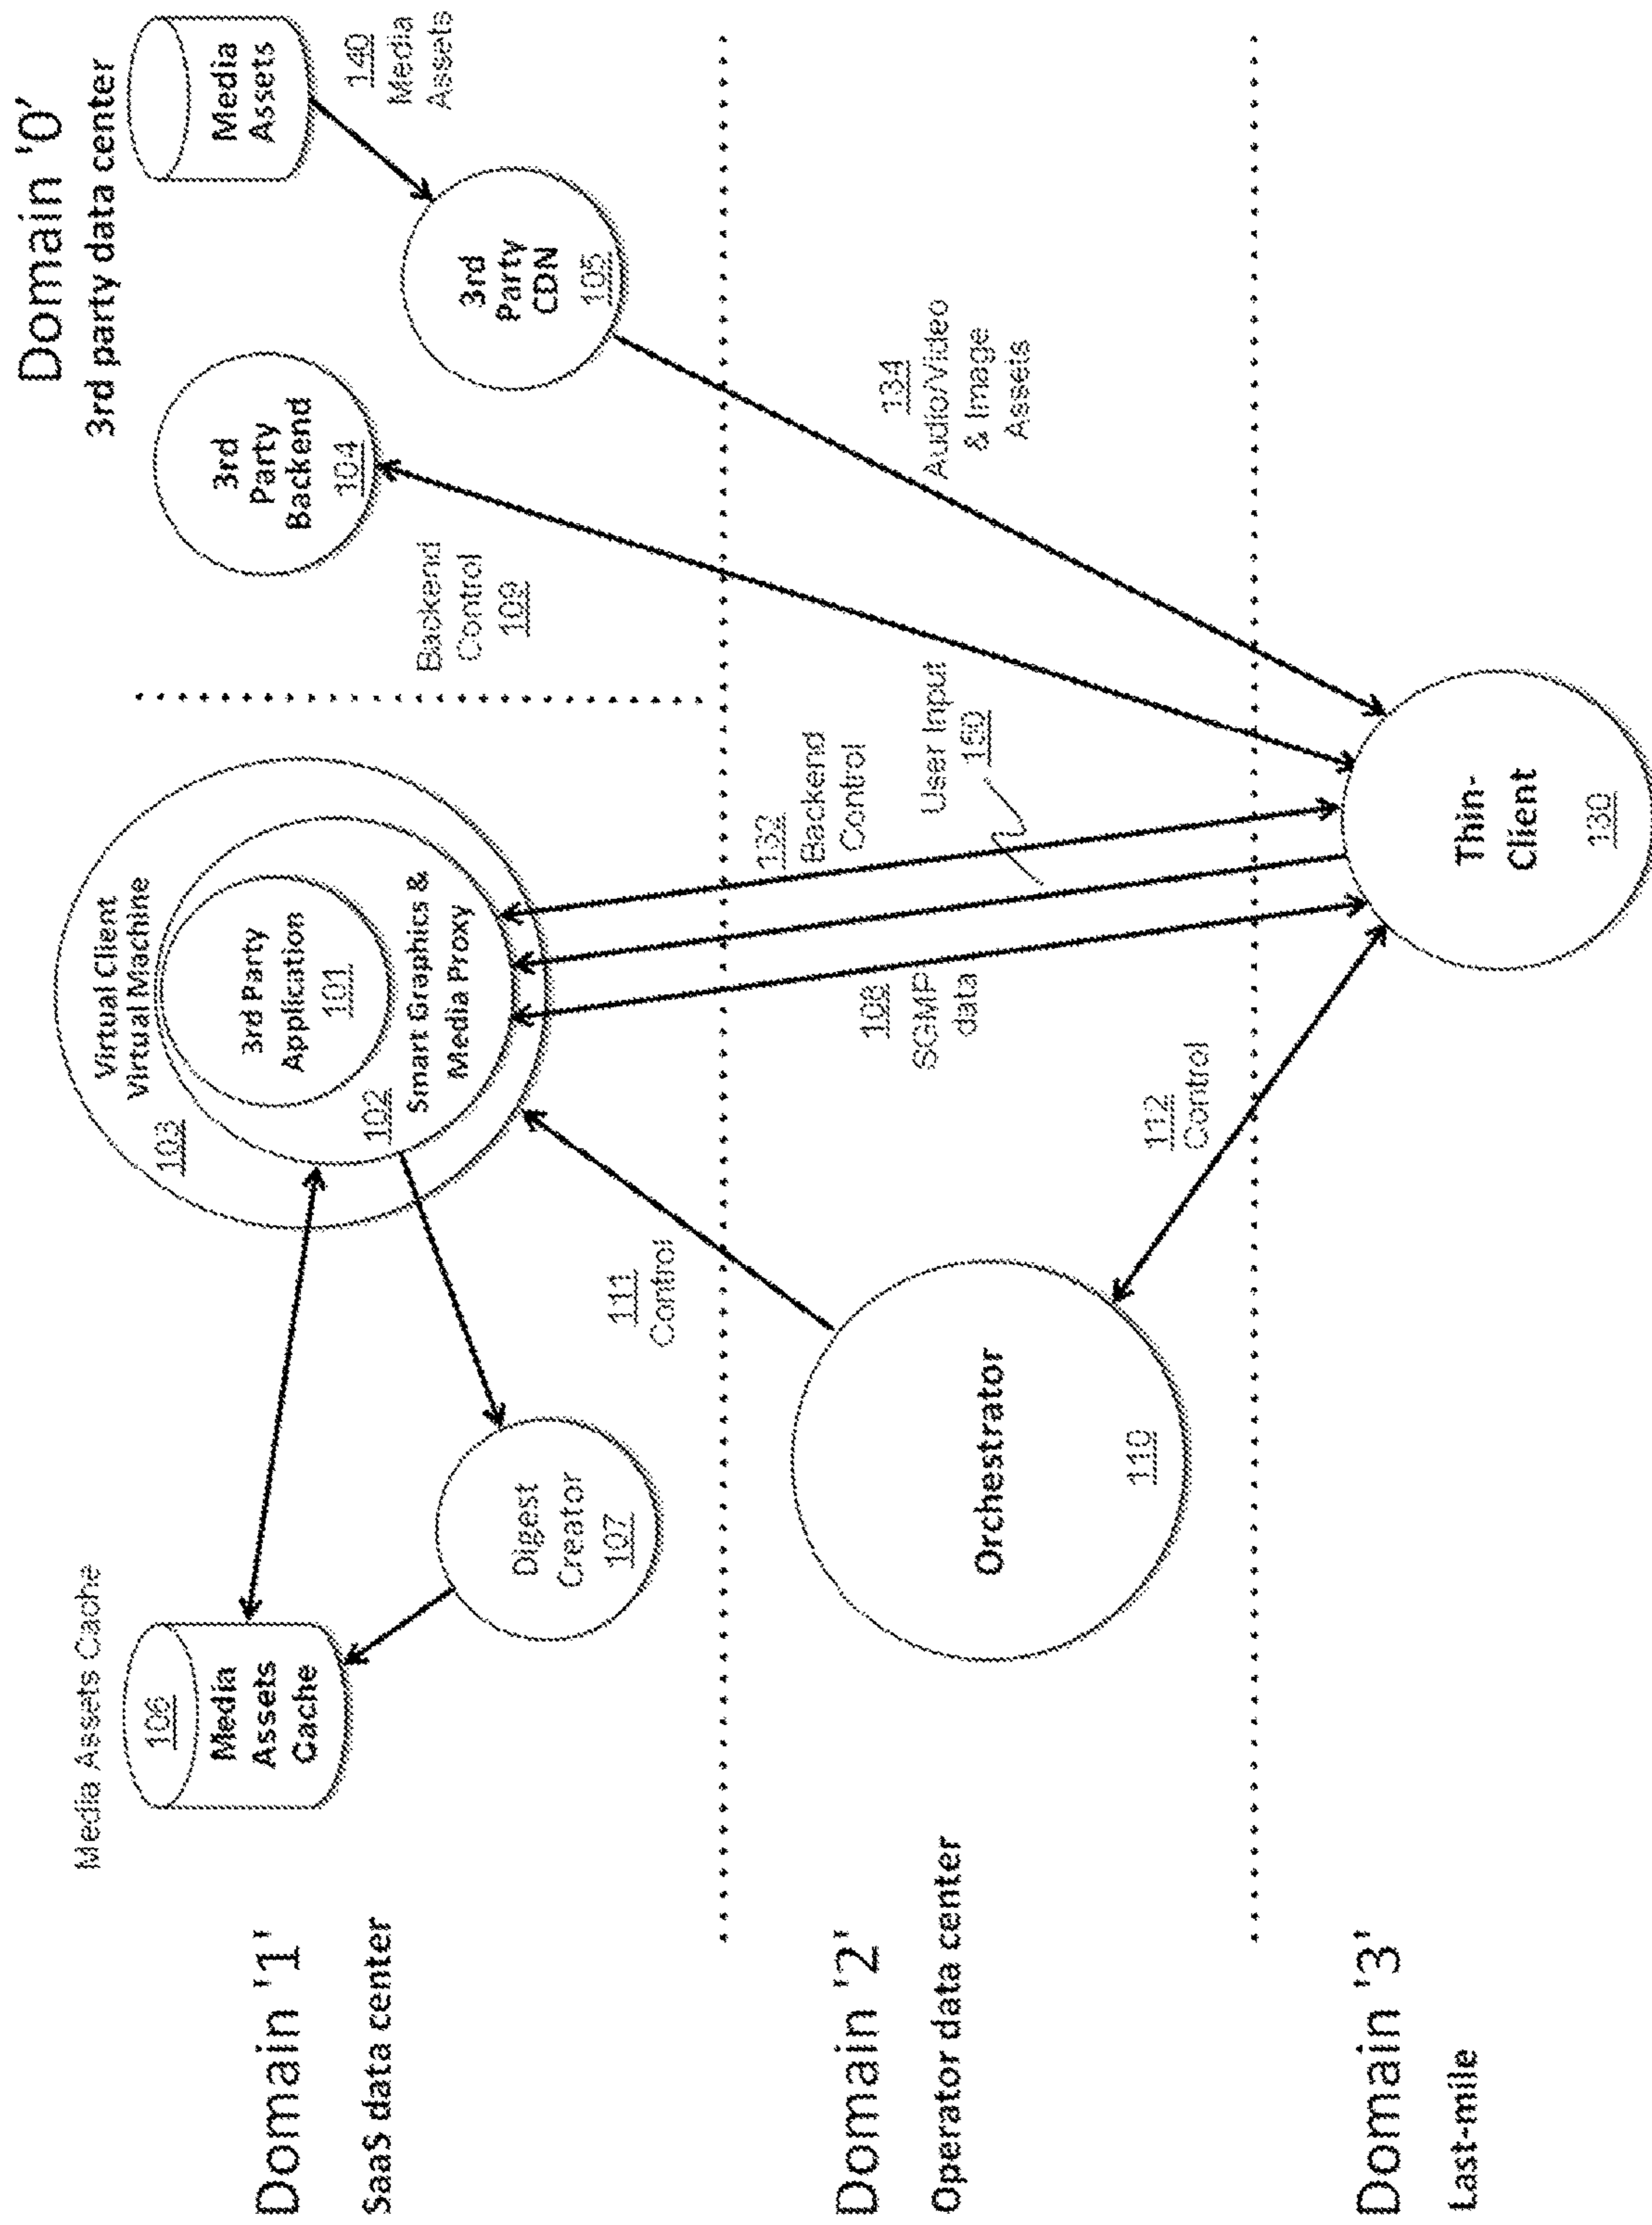 Domain '0'
3rd party data center
Media
Assets
140
Media
Assets
3rd
Party
CDN
105
3rd
Party
Backend
104
Backend
Control
109
134
Audio/Video
& Image
Assets
Virtual Client
Virtual Machine
103
3rd Party
Application
101
102
Smart Graphics &
Media Proxy
132
Backend
Control
User Input
150
108
SGMP
data
Media Assets Cache
106
Media
Assets
Cache
Digest
Creator
107
111
Control
112
Control
Orchestrator
110
Thin-
Client
130
Domain '1'
SaaS data center
Domain '2'
Operator data center
Domain '3'
Last-mile